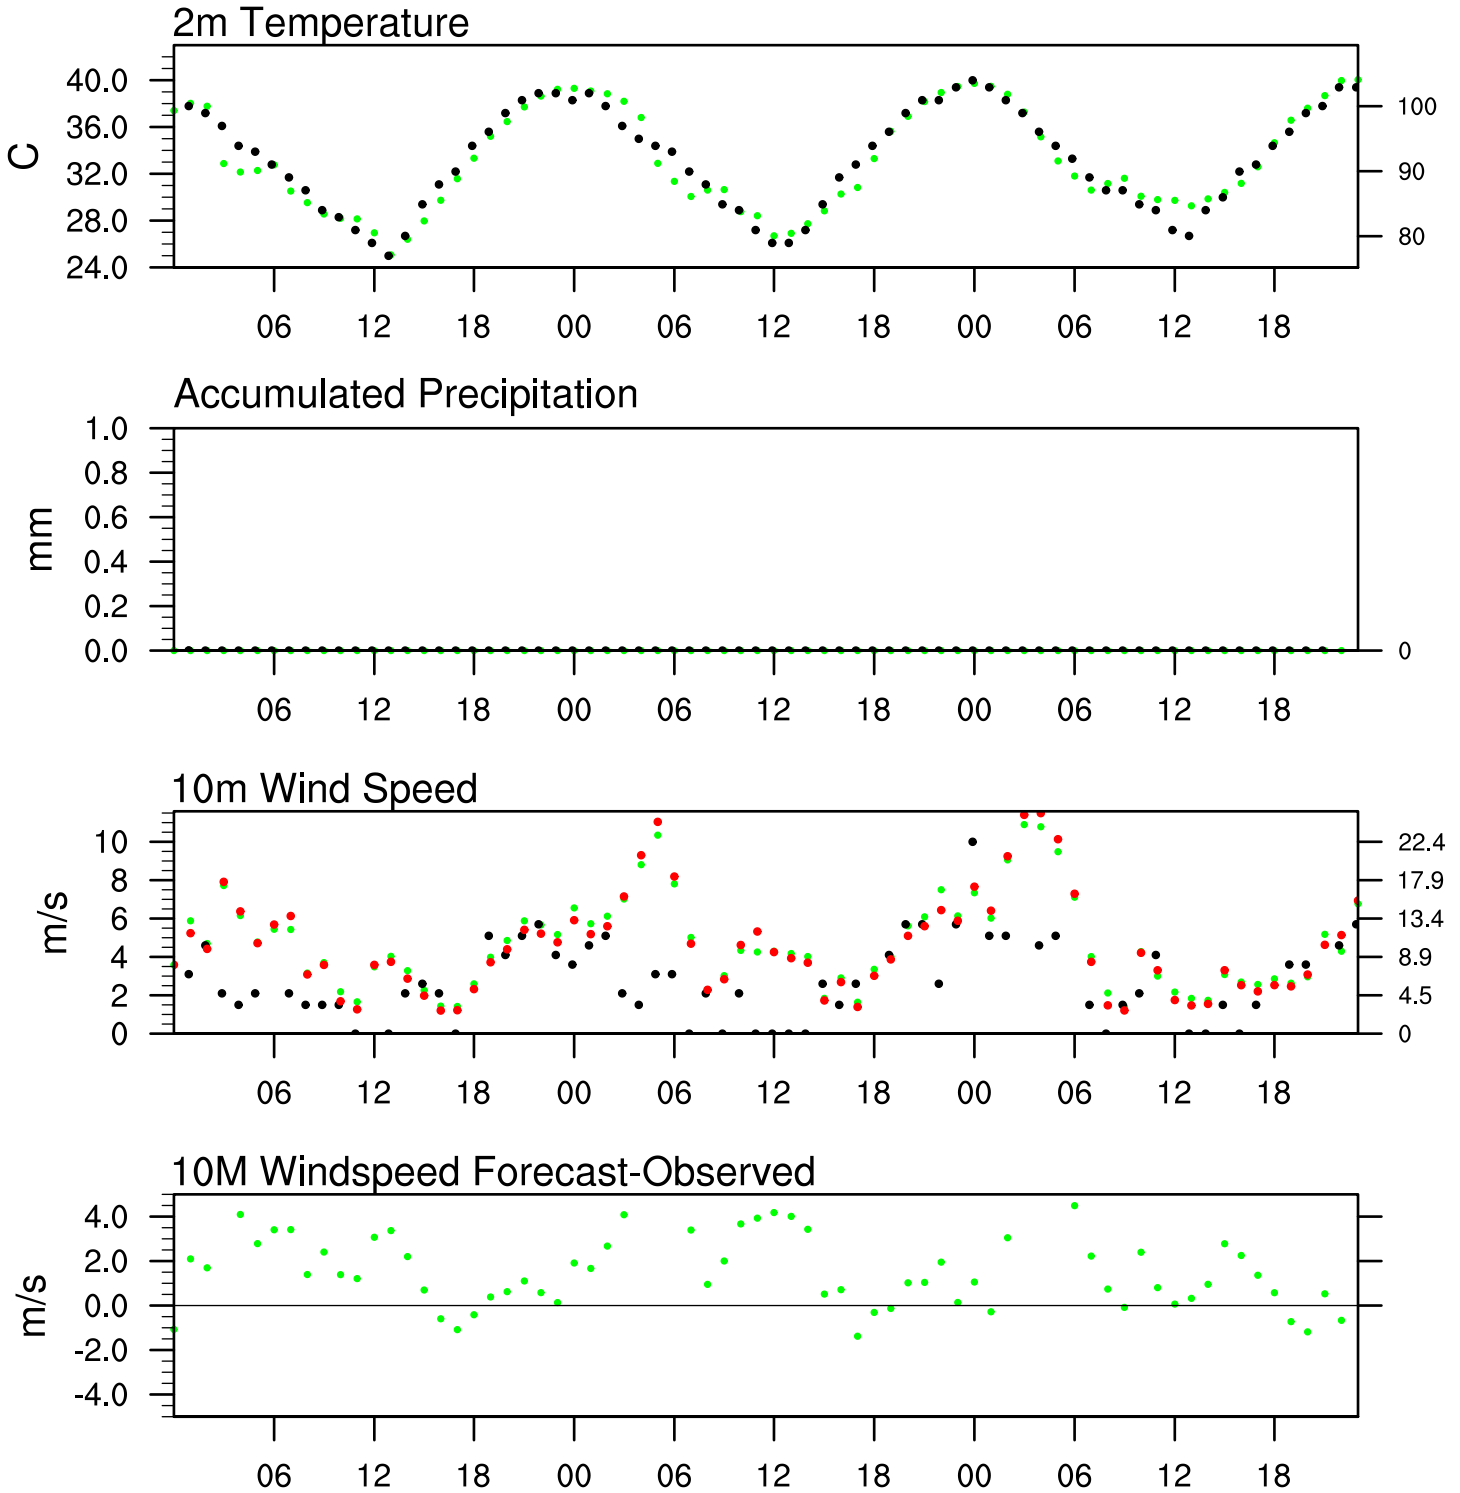 2m Temperature
40.0
36.0
32.0
28.0
24.0
C
100
90
80
06 12 18 00 06 12 18 00 06 12 18
Accumulated Precipitation
1.0
0.8
0.6
0.4
0.2
0.0
mm
0
06 12 18 00 06 12 18 00 06 12 18
10m Wind Speed
10
8
6
4
2
0
m/s
22.4
17.9
13.4
8.9
4.5
0
06 12 18 00 06 12 18 00 06 12 18
10M Windspeed Forecast-Observed
4.0
2.0
0.0
-2.0
-4.0
m/s
06 12 18 00 06 12 18 00 06 12 18